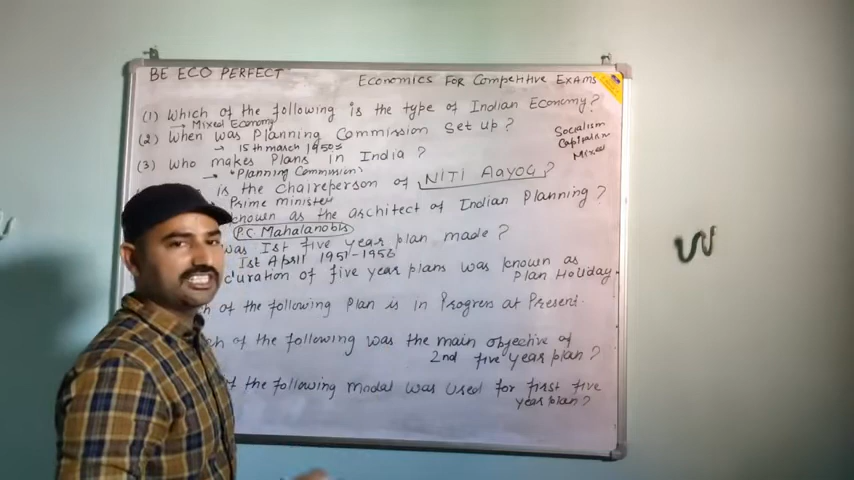 BE ECO PERFECT
Economics For Competitive Exams
(1) Which of the following is the type of Indian Economy?
→ Mixed Economy
Socialism
Capitalism
Mixed
(2) When was Planning Commission Set up?
→ 15th march 1950
(3) Who makes Plans in India?
→ "Planning Commission"
is the Chaireperson of NITI Aayog?
Prime minister
known as the architect of Indian Planning?
P.C. Mahalanobis
was Ist five year plan made?
Ist April 1951-1956
duration of five year plans was known as
Plan Holiday
of the following Plan is in Progress at Present.
of the following was the main objective of
2nd five year plan?
the following modal was used for first five
year plan?